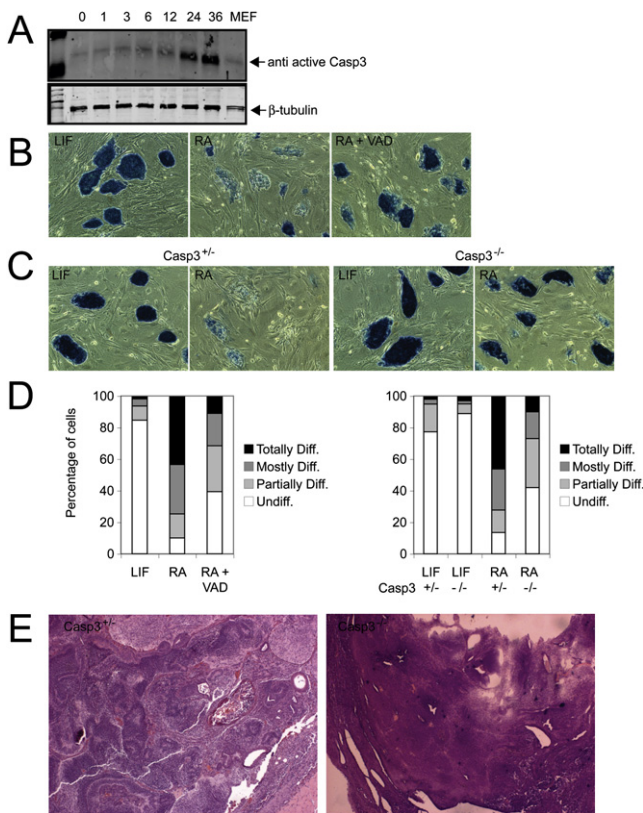 A
0 1 3 6 12 24 36 MEF
anti active Casp3
β-tubulin
B
LIF RA RA + VAD
Casp3+/- Casp3-/-
C
LIF RA LIF RA
D
Percentage of cells
100
80
60
40
20
0
LIF RA RA + VAD
Totally Diff.
Mostly Diff.
Partially Diff.
Undiff.
100
80
60
40
20
0
LIF LIF RA RA
Casp3 +/- -/- +/- -/-
Totally Diff.
Mostly Diff.
Partially Diff.
Undiff.
E
Casp3+/- Casp3